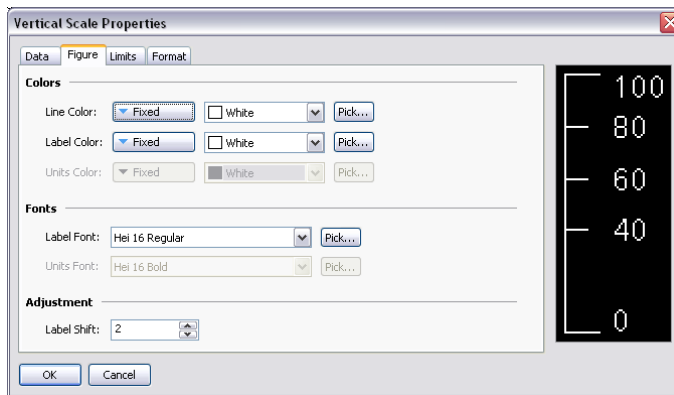 Vertical Scale Properties
Data Figure Limits Format
Colors
Line Color: Fixed White Pick...
Label Color: Fixed White Pick...
Units Color: Fixed White Pick...
Fonts
Label Font: Hei 16 Regular Pick...
Units Font: Hei 16 Bold Pick...
Adjustment
Label Shift: 2
OK Cancel
100
80
60
40
0